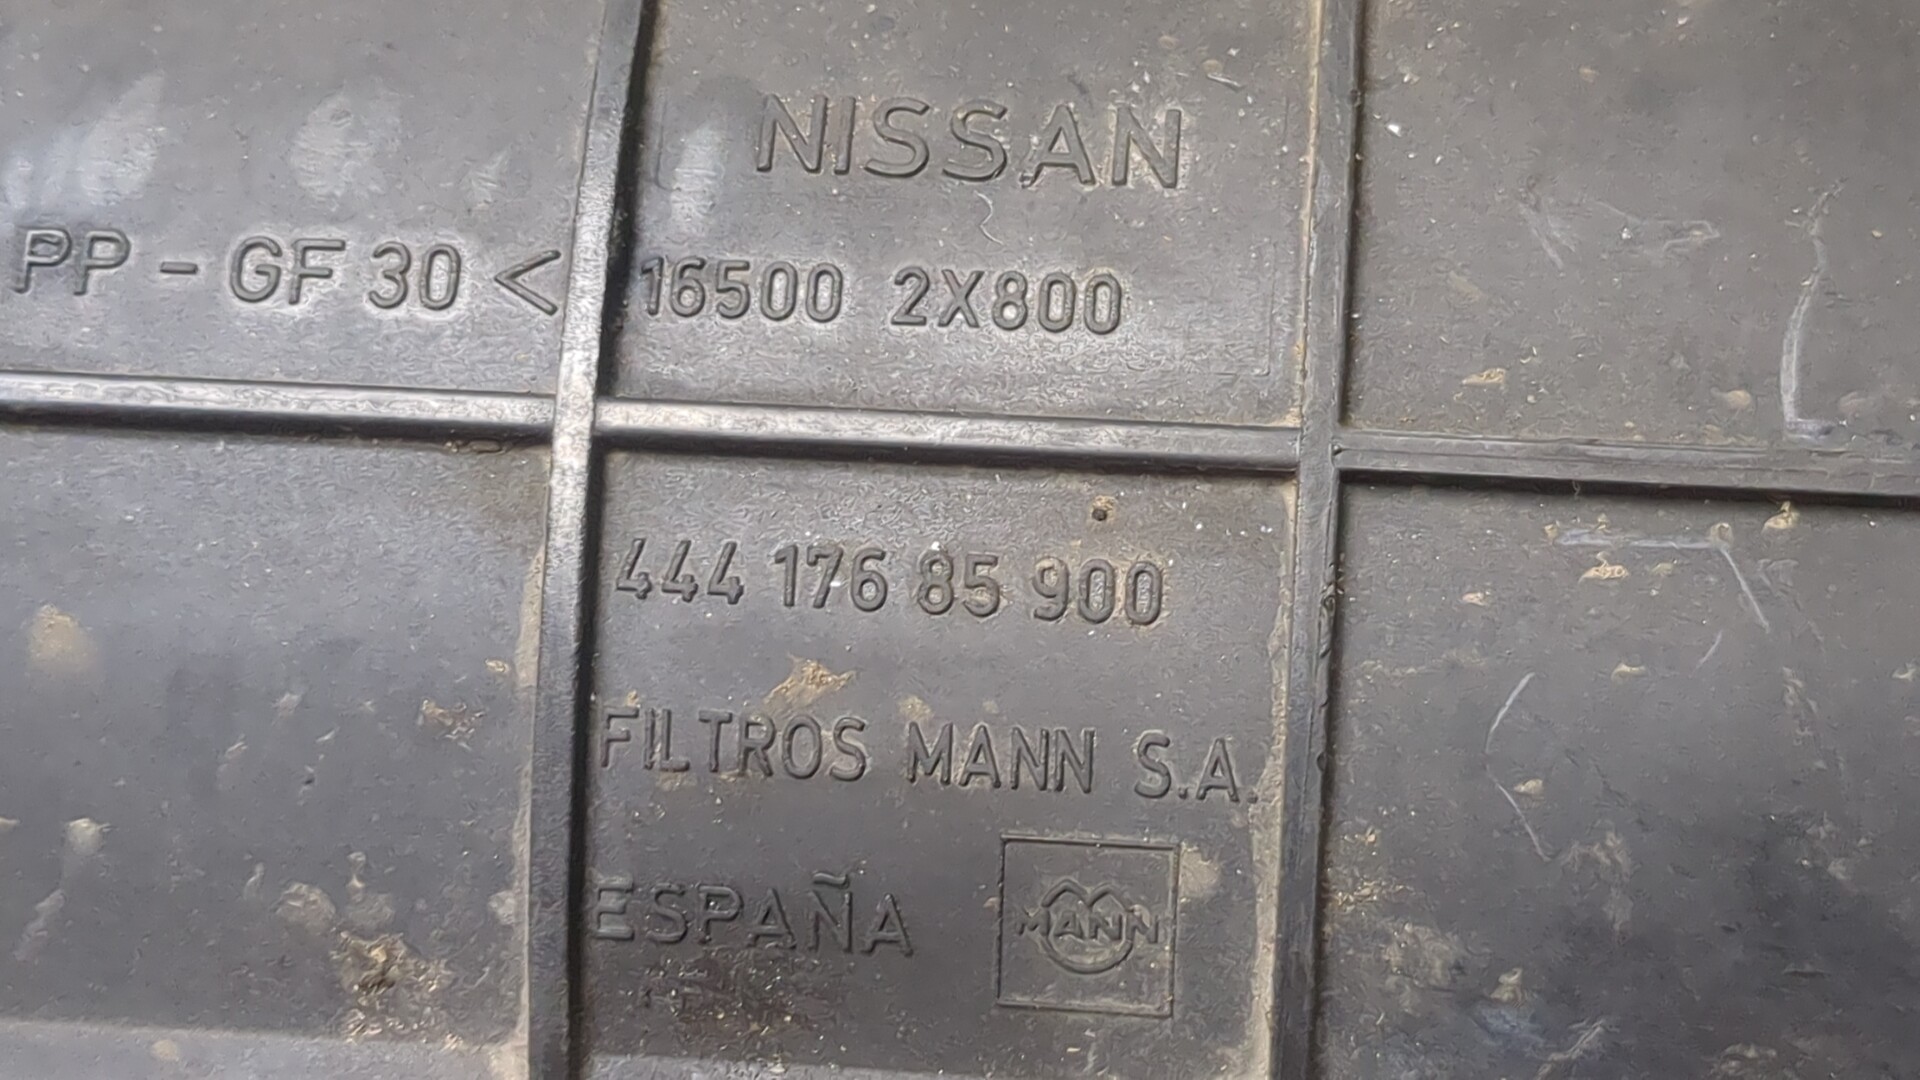 NISSAN
PP - GF 30 <
16500 2X800
444 176 85 900
FILTROS MANN S.A.
ESPAÑA
MANN